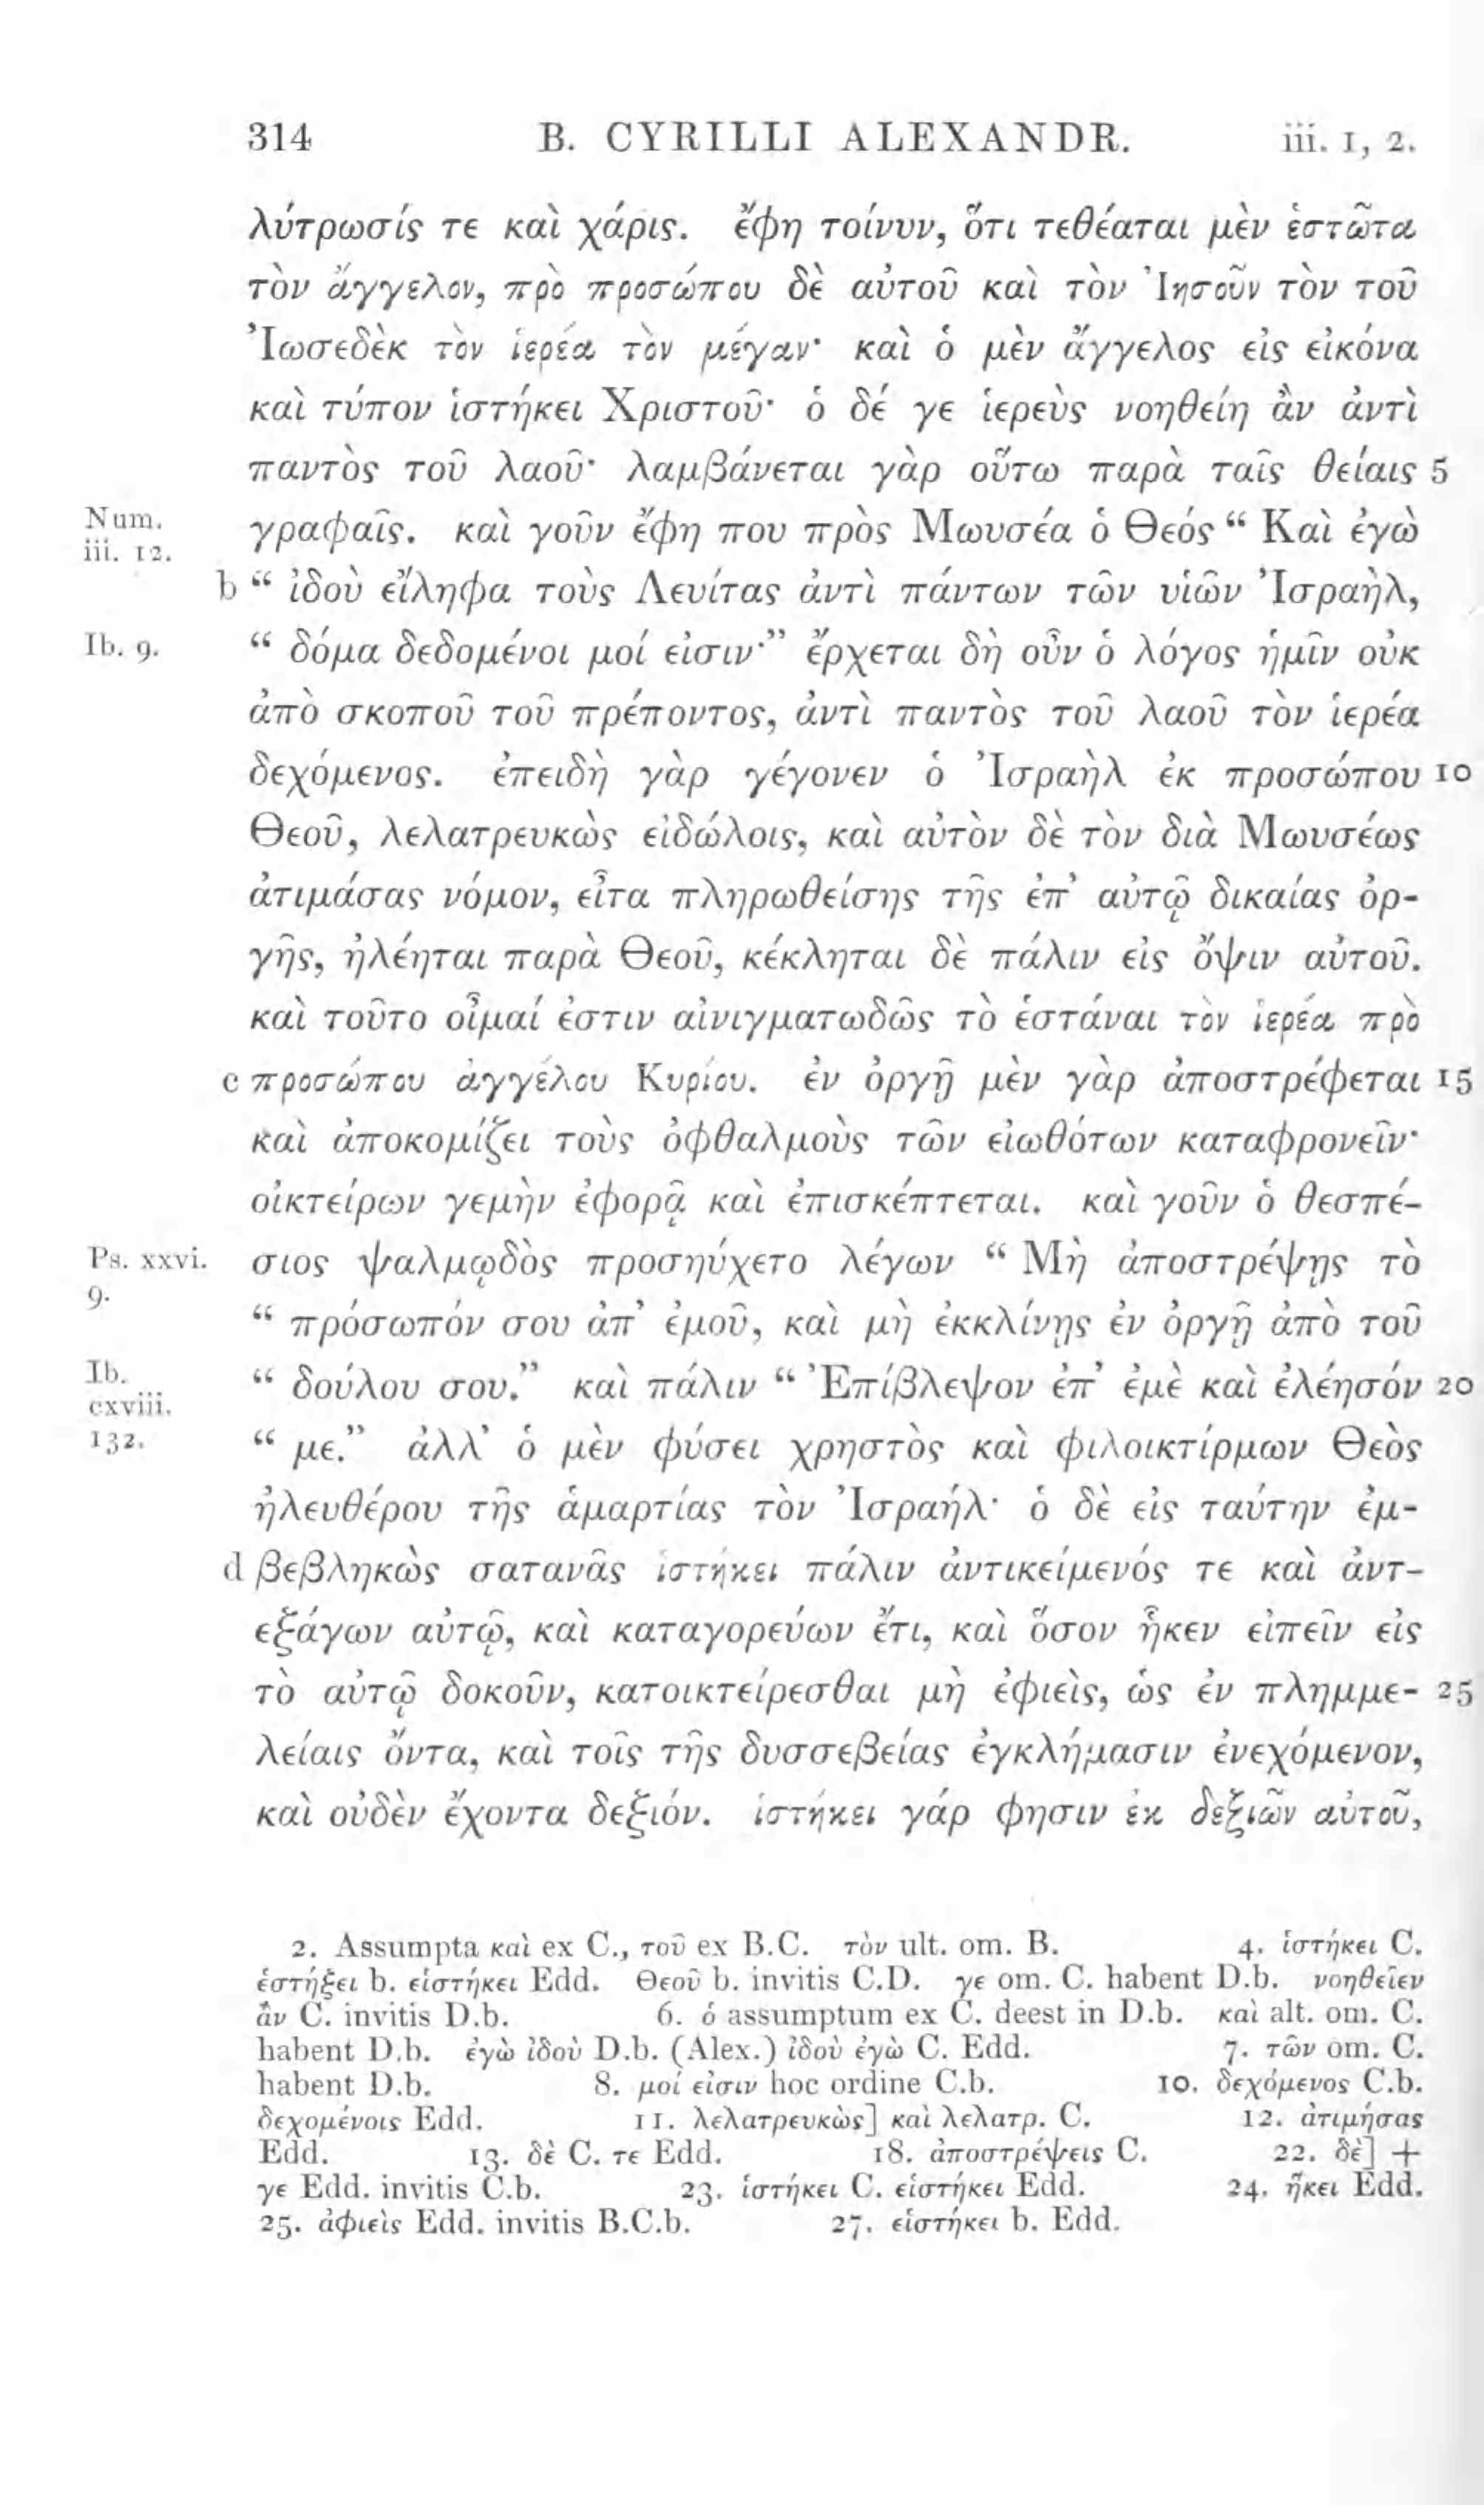 314 B. CYRILLI ALEXANDR. iii. 1, 2.
λύτρωσίς τε καὶ χάρις. ἔφη τοίνυν, ὅτι τεθέαται μὲν ἑστῶτα
τὸν ἄγγελον, πρὸ προσώπου δὲ αὐτοῦ καὶ τὸν Ἰησοῦν τὸν τοῦ
Ἰωσεδὲκ τὸν ἱερέα τὸν μέγαν· καὶ ὁ μὲν ἄγγελος εἰς εἰκόνα
καὶ τύπον ἱστήκει Χριστοῦ· ὁ δέ γε ἱερεὺς νοηθείη ἂν ἀντὶ
παντὸς τοῦ λαοῦ· λαμβάνεται γὰρ οὕτω παρὰ ταῖς θείαις 5
Num. iii. 12. γραφαῖς. καὶ γοῦν ἔφη που πρὸς Μωυσέα ὁ Θεός “ Καὶ ἐγὼ
b “ ἰδοὺ εἴληφα τοὺς Λευίτας ἀντὶ πάντων τῶν υἱῶν Ἰσραὴλ,
Ib. 9. “ δόμα δεδομένοι μοί εἰσιν·” ἔρχεται δὴ οὖν ὁ λόγος ἡμῖν οὐκ
ἀπὸ σκοποῦ τοῦ πρέποντος, ἀντὶ παντὸς τοῦ λαοῦ τὸν ἱερέα
δεχόμενος. ἐπειδὴ γὰρ γέγονεν ὁ Ἰσραὴλ ἐκ προσώπου 10
Θεοῦ, λελατρευκὼς εἰδώλοις, καὶ αὐτὸν δὲ τὸν διὰ Μωυσέως
ἀτιμάσας νόμον, εἶτα πληρωθείσης τῆς ἐπ’ αὐτῷ δικαίας ὀρ-
γῆς, ἠλέηται παρὰ Θεοῦ, κέκληται δὲ πάλιν εἰς ὄψιν αὐτοῦ.
καὶ τοῦτο οἶμαί ἐστιν αἰνιγματωδῶς τὸ ἑστάναι τὸν ἱερέα πρὸ
c προσώπου ἀγγέλου Κυρίου. ἐν ὀργῇ μὲν γὰρ ἀποστρέφεται 15
καὶ ἀποκομίζει τοὺς ὀφθαλμοὺς τῶν εἰωθότων καταφρονεῖν·
οἰκτείρων γεμὴν ἐφορᾷ καὶ ἐπισκέπτεται. καὶ γοῦν ὁ θεσπέ-
Ps. xxvi. 9. σιος ψαλμῳδὸς προσηύχετο λέγων “ Μὴ ἀποστρέψῃς τὸ
“ πρόσωπόν σου ἀπ’ ἐμοῦ, καὶ μὴ ἐκκλίνῃς ἐν ὀργῇ ἀπὸ τοῦ
Ib. cxviii. 132. “ δούλου σου.” καὶ πάλιν “ Ἐπίβλεψον ἐπ’ ἐμὲ καὶ ἐλέησόν 20
“ με.” ἀλλ’ ὁ μὲν φύσει χρηστὸς καὶ φιλοικτίρμων Θεὸς
ἠλευθέρου τῆς ἁμαρτίας τὸν Ἰσραήλ· ὁ δὲ εἰς ταύτην ἐμ-
d βεβληκὼς σατανᾶς ἱστήκει πάλιν ἀντικείμενός τε καὶ ἀντ-
εξάγων αὐτῷ, καὶ καταγορεύων ἔτι, καὶ ὅσον ἧκεν εἰπεῖν εἰς
τὸ αὐτῷ δοκοῦν, κατοικτείρεσθαι μὴ ἐφιεὶς, ὡς ἐν πλημμε- 25
λείαις ὄντα, καὶ τοῖς τῆς δυσσεβείας ἐγκλήμασιν ἐνεχόμενον,
καὶ οὐδὲν ἔχοντα δεξιόν. ἱστήκει γάρ φησιν ἐκ δεξιῶν αὐτοῦ,
2. Assumpta καὶ ex C., τοῦ ex B.C. τὸν ult. om. B. 4. ἱστήκει C.
ἑστήξει b. εἱστήκει Edd. Θεοῦ b. invitis C.D. γε om. C. habent D.b. νοηθεῖεν
ἂν C. invitis D.b. 6. ὁ assumptum ex C. deest in D.b. καὶ alt. om. C.
habent D.b. ἐγὼ ἰδοὺ D.b. (Alex.) ἰδοὺ ἐγὼ C. Edd. 7. τῶν om. C.
habent D.b. 8. μοί εἰσιν hoc ordine C.b. 10. δεχόμενος C.b.
δεχομένοις Edd. 11. λελατρευκὼς] καὶ λελατρ. C. 12. ἀτιμήσας
Edd. 13. δὲ C. τε Edd. 18. ἀποστρέψεις C. 22. δὲ] +
γε Edd. invitis C.b. 23. ἱστήκει C. εἱστήκει Edd. 24. ἥκει Edd.
25. ἀφιεὶς Edd. invitis B.C.b. 27. εἱστήκει b. Edd.